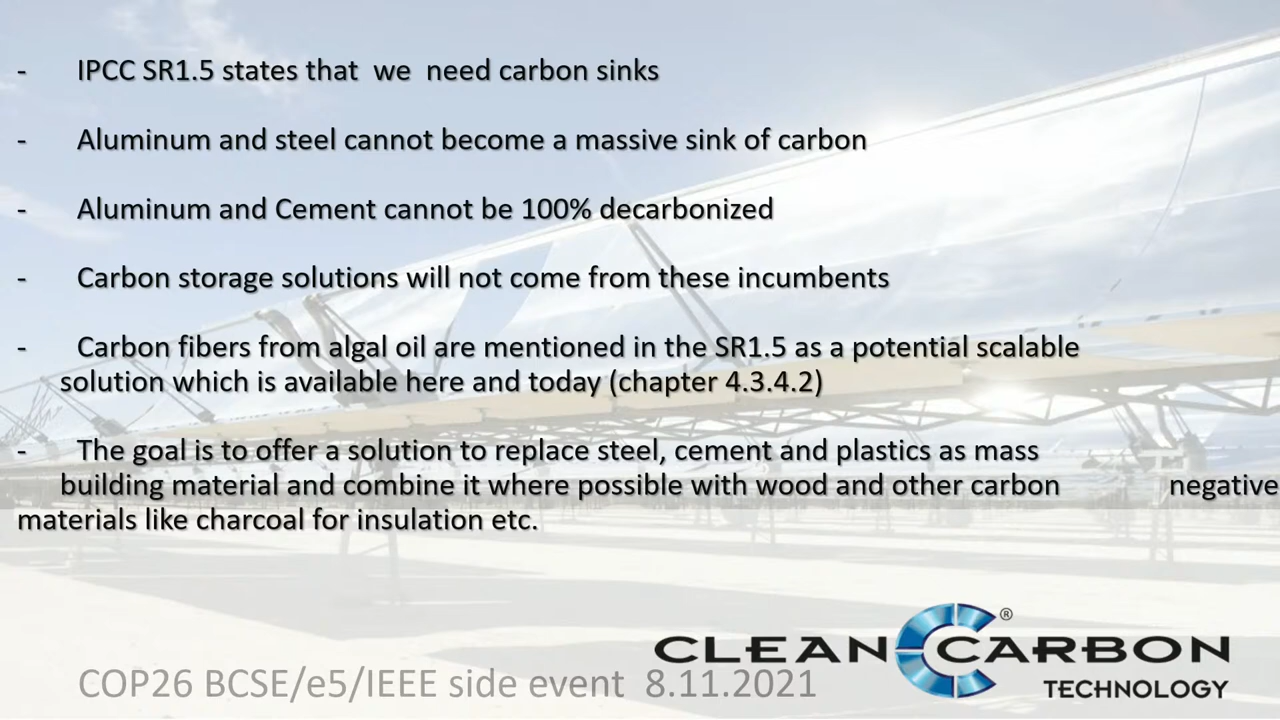 - IPCC SR1.5 states that we need carbon sinks
- Aluminum and steel cannot become a massive sink of carbon
- Aluminum and Cement cannot be 100% decarbonized
- Carbon storage solutions will not come from these incumbents
- Carbon fibers from algal oil are mentioned in the SR1.5 as a potential scalable
solution which is available here and today (chapter 4.3.4.2)
- The goal is to offer a solution to replace steel, cement and plastics as mass
building material and combine it where possible with wood and other carbon negative
materials like charcoal for insulation etc.
CLEAN CARBON ®
TECHNOLOGY
COP26 BCSE/e5/IEEE side event 8.11.2021